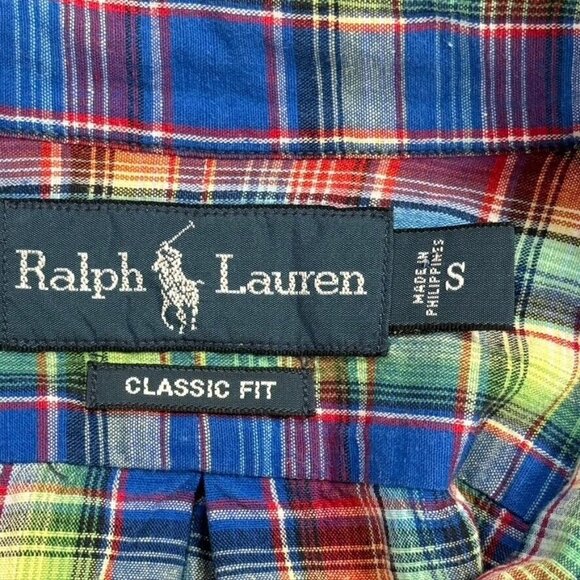 Ralph Lauren
MADE IN
PHILIPPINES
S
CLASSIC FIT